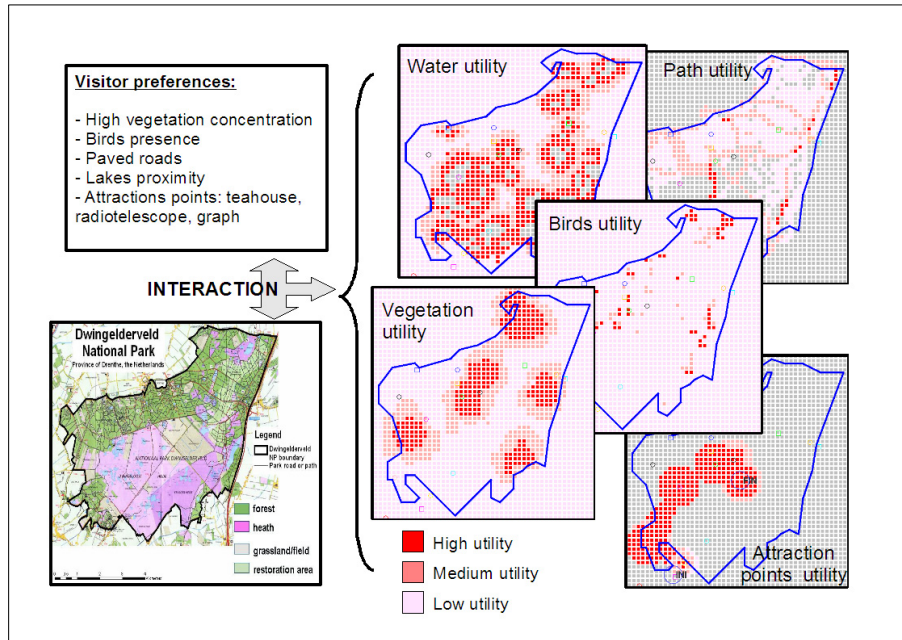 Visitor preferences:
- High vegetation concentration
- Birds presence
- Paved roads
- Lakes proximity
- Attractions points: teahouse,
radiotelescope, graph
INTERACTION
Dwingelderveld
National Park
Province of Drenthe, the Netherlands
Legend
Dwingelderveld
NP boundary
Park road or path
forest
heath
grassland/field
restoration area
Water utility
Path utility
Birds utility
Vegetation
utility
Attraction
points utility
INI
High utility
Medium utility
Low utility